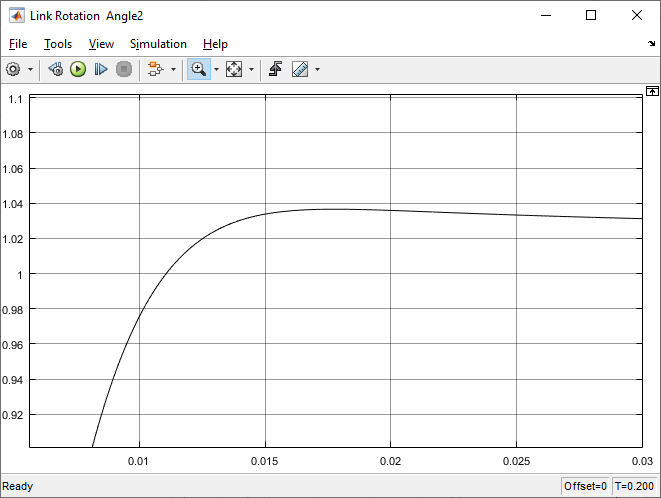 Link Rotation Angle2
File Tools View Simulation Help
1.1
1.08
1.06
1.04
1.02
1
0.98
0.96
0.94
0.92
0.01 0.015 0.02 0.025 0.03
Ready Offset=0 T=0.200